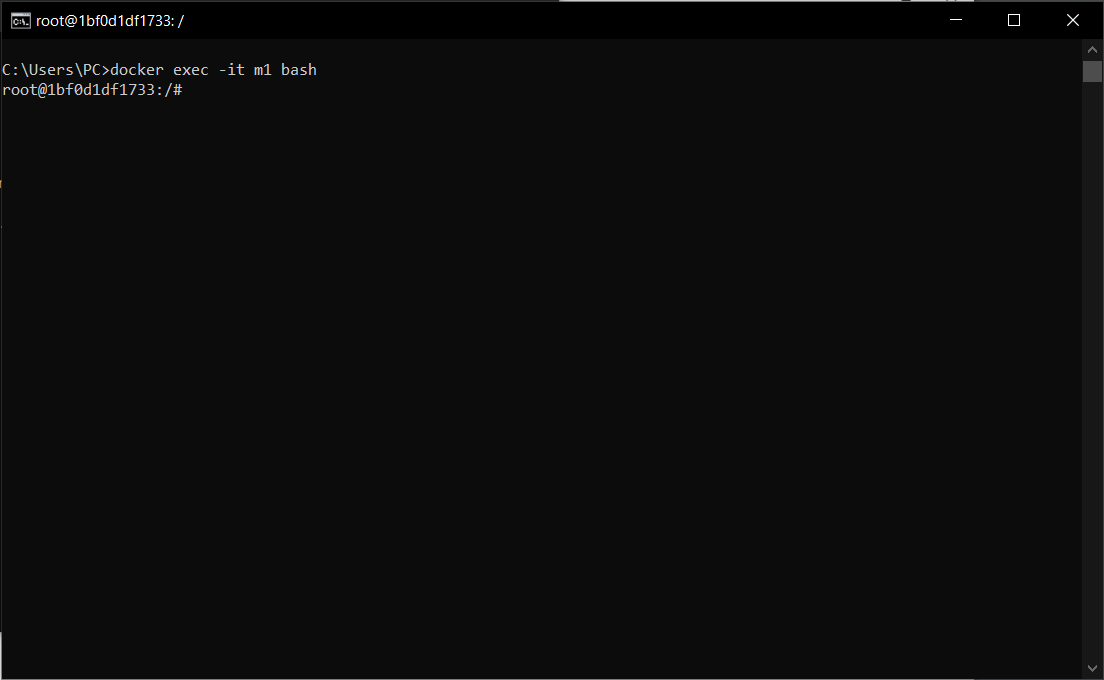 root@1bf0d1df1733: /
C:\Users\PC>docker exec -it m1 bash
root@1bf0d1df1733:/#